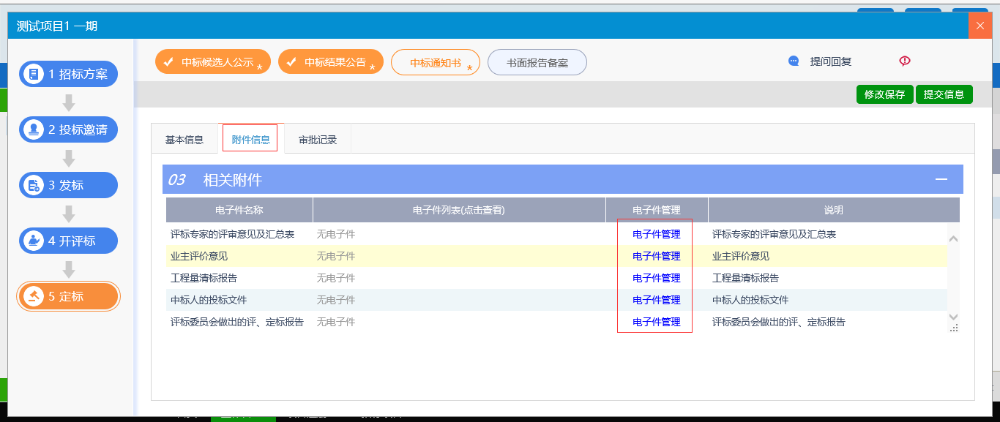 测试项目1 一期
1 招标方案
2 投标邀请
3 发标
4 开评标
5 定标
中标候选人公示 *
中标结果公告 *
中标通知书 *
书面报告备案
提问回复
修改保存
提交信息
基本信息
附件信息
审批记录
03 相关附件
电子件名称 电子件列表(点击查看) 电子件管理 说明
评标专家的评审意见及汇总表 无电子件 电子件管理 评标专家的评审意见及汇总表
业主评价意见 无电子件 电子件管理 业主评价意见
工程量清标报告 无电子件 电子件管理 工程量清标报告
中标人的投标文件 无电子件 电子件管理 中标人的投标文件
评标委员会做出的评、定标报告 无电子件 电子件管理 评标委员会做出的评、定标报告